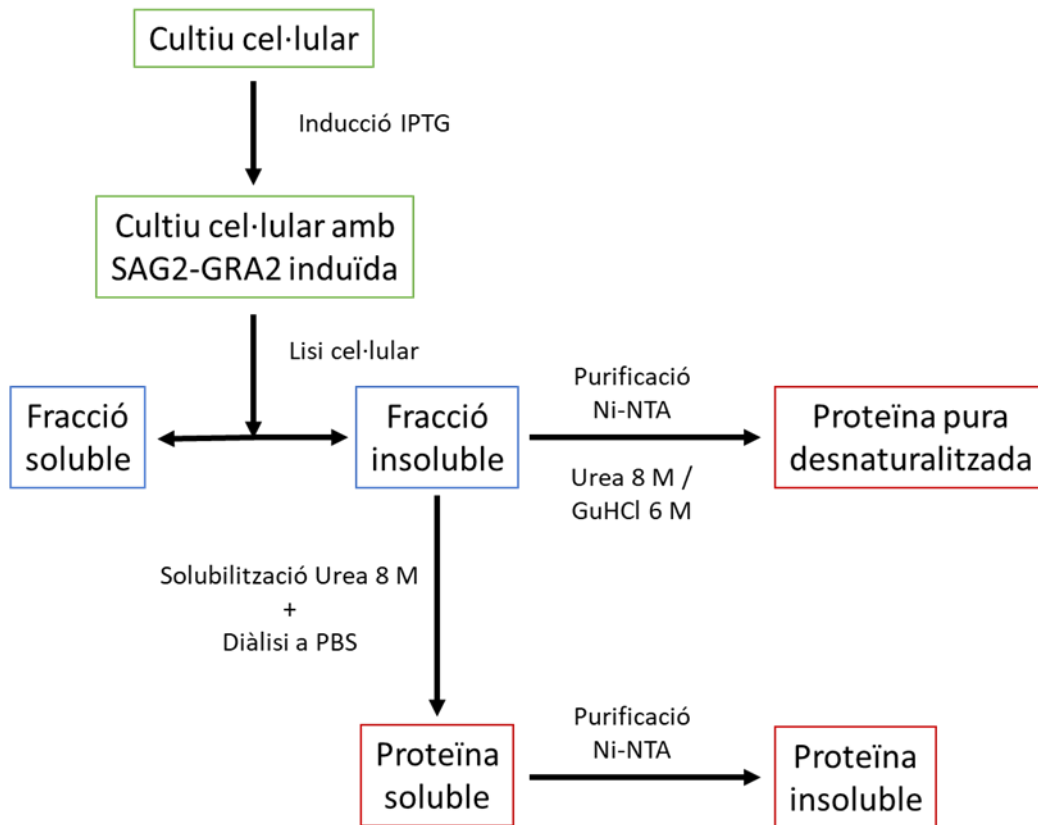 Cultiu cel·lular
Inducció IPTG
Cultiu cel·lular amb
SAG2-GRA2 induïda
Lisi cel·lular
Fracció
soluble
Fracció
insoluble
Purificació
Ni-NTA
Urea 8 M /
GuHCl 6 M
Proteïna pura
desnaturalitzada
Solubilització Urea 8 M
+
Diàlisi a PBS
Proteïna
soluble
Purificació
Ni-NTA
Proteïna
insoluble